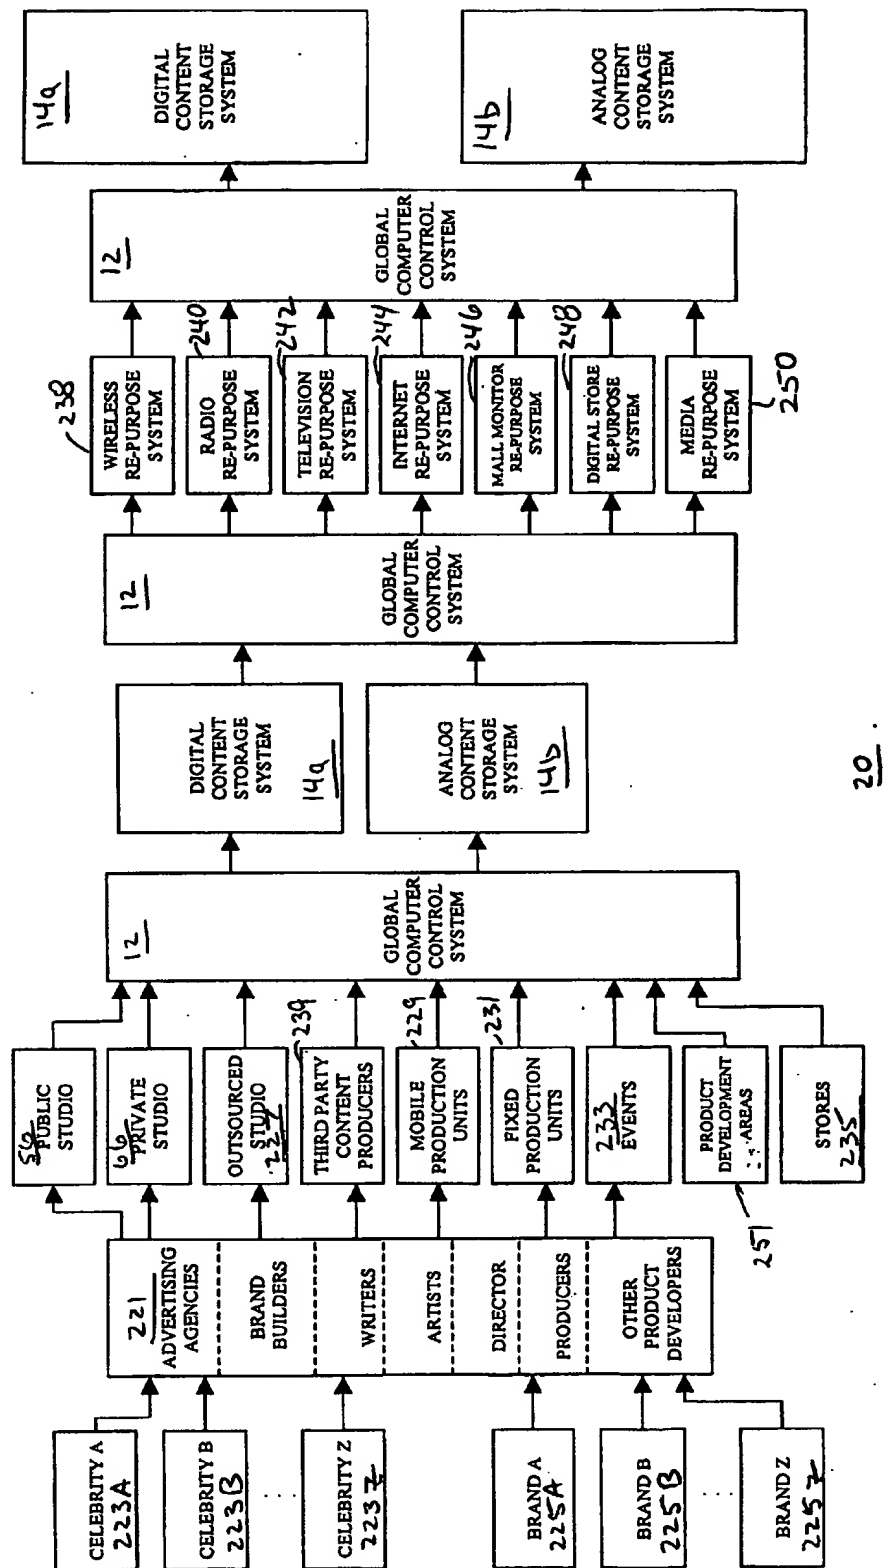 CELEBRITY A
223A
CELEBRITY B
223B
CELEBRITY Z
223Z
BRAND A
225A
BRAND B
225B
BRAND Z
225Z
221
ADVERTISING
AGENCIES
BRAND
BUILDERS
WRITERS
ARTISTS
DIRECTOR
PRODUCERS
OTHER
PRODUCT
DEVELOPERS
56
PUBLIC
STUDIO
66
PRIVATE
STUDIO
OUTSOURCED
STUDIO
227
THIRD PARTY
CONTENT
PRODUCERS
239
MOBILE
PRODUCTION
UNITS
229
FIXED
PRODUCTION
UNITS
231
233
EVENTS
PRODUCT
DEVELOPMENT
AREAS
251
STORES
235
12
GLOBAL
COMPUTER
CONTROL
SYSTEM
DIGITAL
CONTENT
STORAGE
SYSTEM
14a
ANALOG
CONTENT
STORAGE
SYSTEM
14b
12
GLOBAL
COMPUTER
CONTROL
SYSTEM
WIRELESS
RE-PURPOSE
SYSTEM
238
RADIO
RE-PURPOSE
SYSTEM
240
TELEVISION
RE-PURPOSE
SYSTEM
242
INTERNET
RE-PURPOSE
SYSTEM
244
MALL MONITOR
RE-PURPOSE
SYSTEM
246
DIGITAL STORE
RE-PURPOSE
SYSTEM
248
MEDIA
RE-PURPOSE
SYSTEM
250
12
GLOBAL
COMPUTER
CONTROL
SYSTEM
14a
DIGITAL
CONTENT
STORAGE
SYSTEM
14b
ANALOG
CONTENT
STORAGE
SYSTEM
20